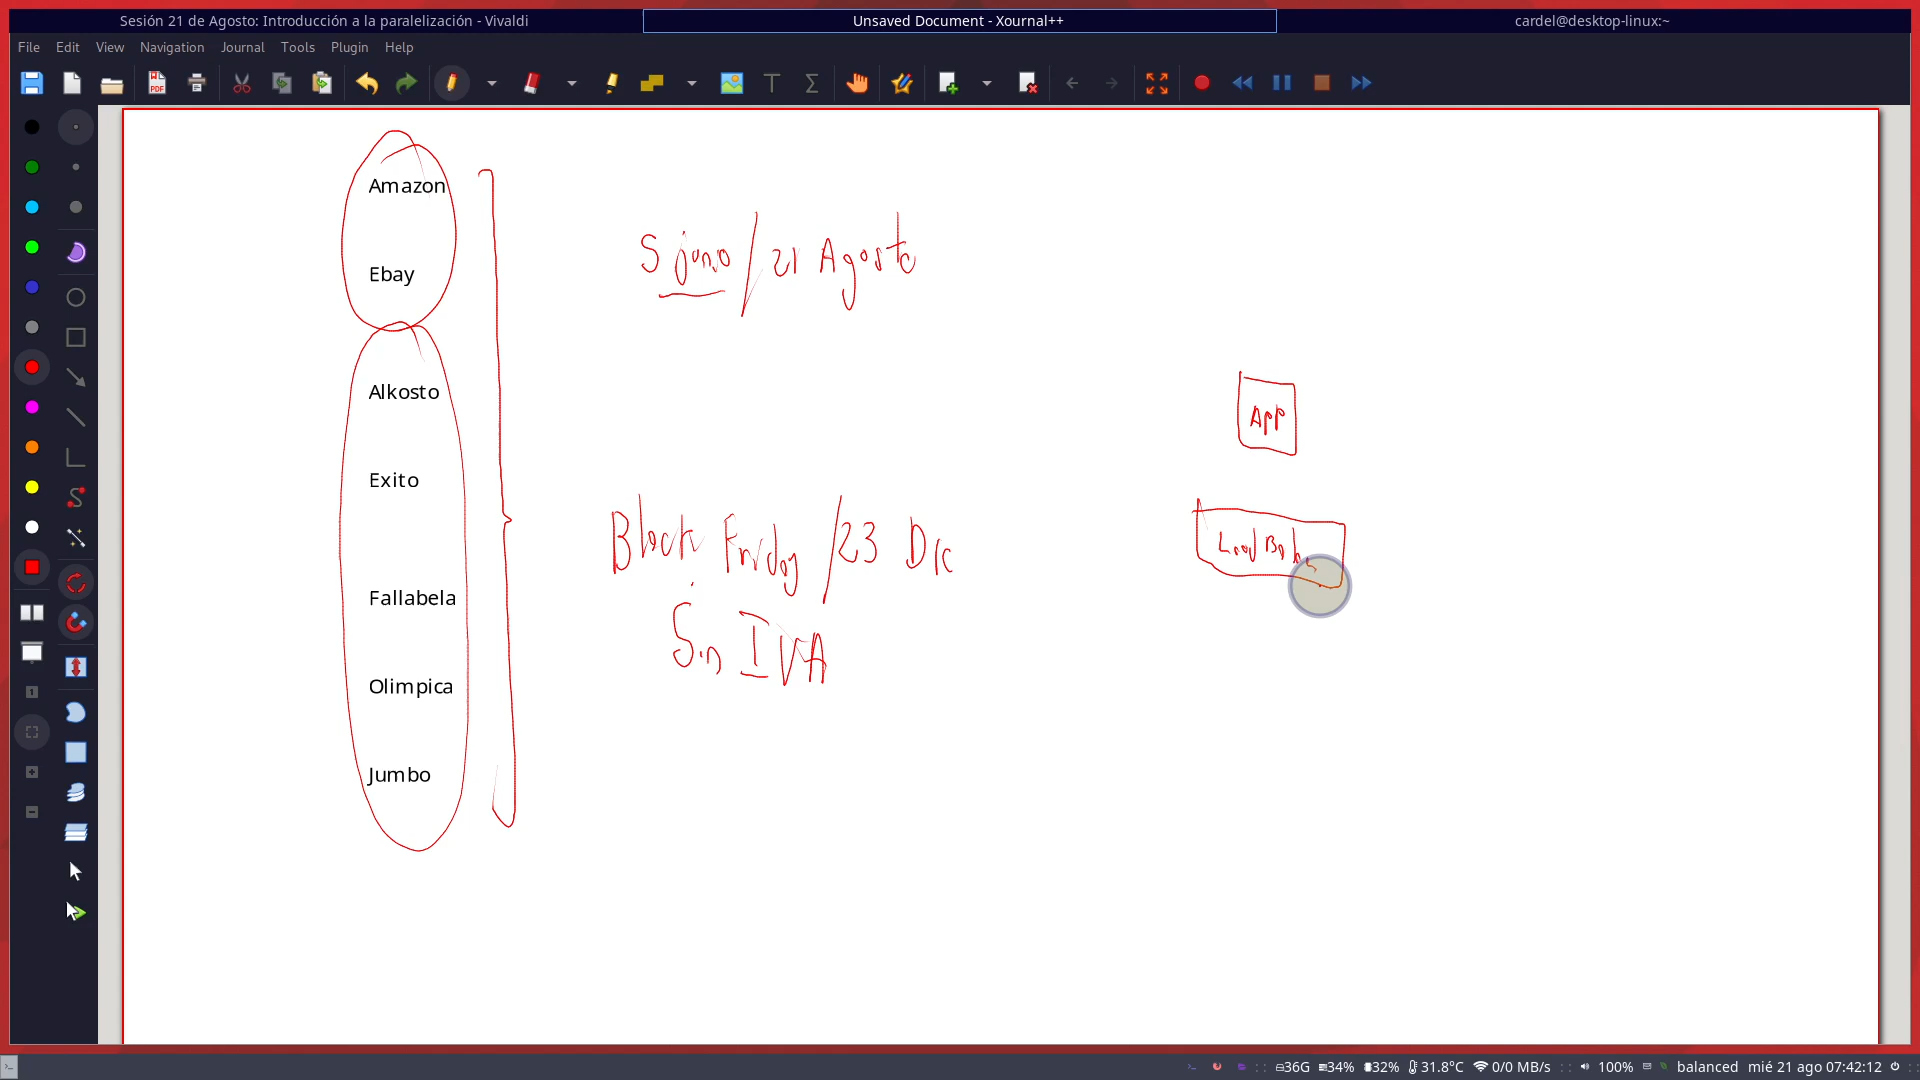 Sesión 21 de Agosto: Introducción a la paralelización - Vivaldi
Unsaved Document - Xournal++
cardel@desktop-linux:~
File Edit View Navigation Journal Tools Plugin Help
Amazon
Ebay
Alkosto
Exito
Fallabela
Olimpica
Jumbo
5 junio / 21 Agosto
Black Friday / 23 Dic
Sin IVA
App
Load
36G 34% 32% 31.8°C 0/0 MB/s 100% balanced mié 21 ago 07:42:12